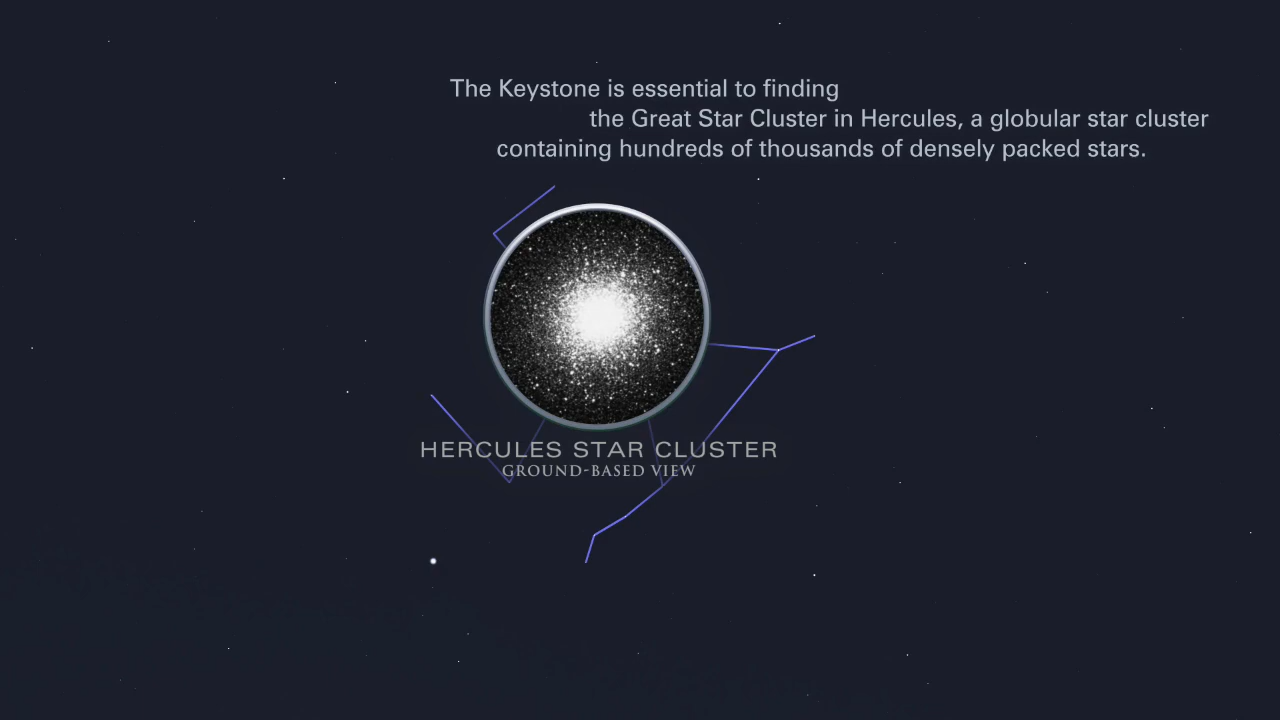 The Keystone is essential to finding
the Great Star Cluster in Hercules, a globular star cluster
containing hundreds of thousands of densely packed stars.
HERCULES STAR CLUSTER
GROUND-BASED VIEW